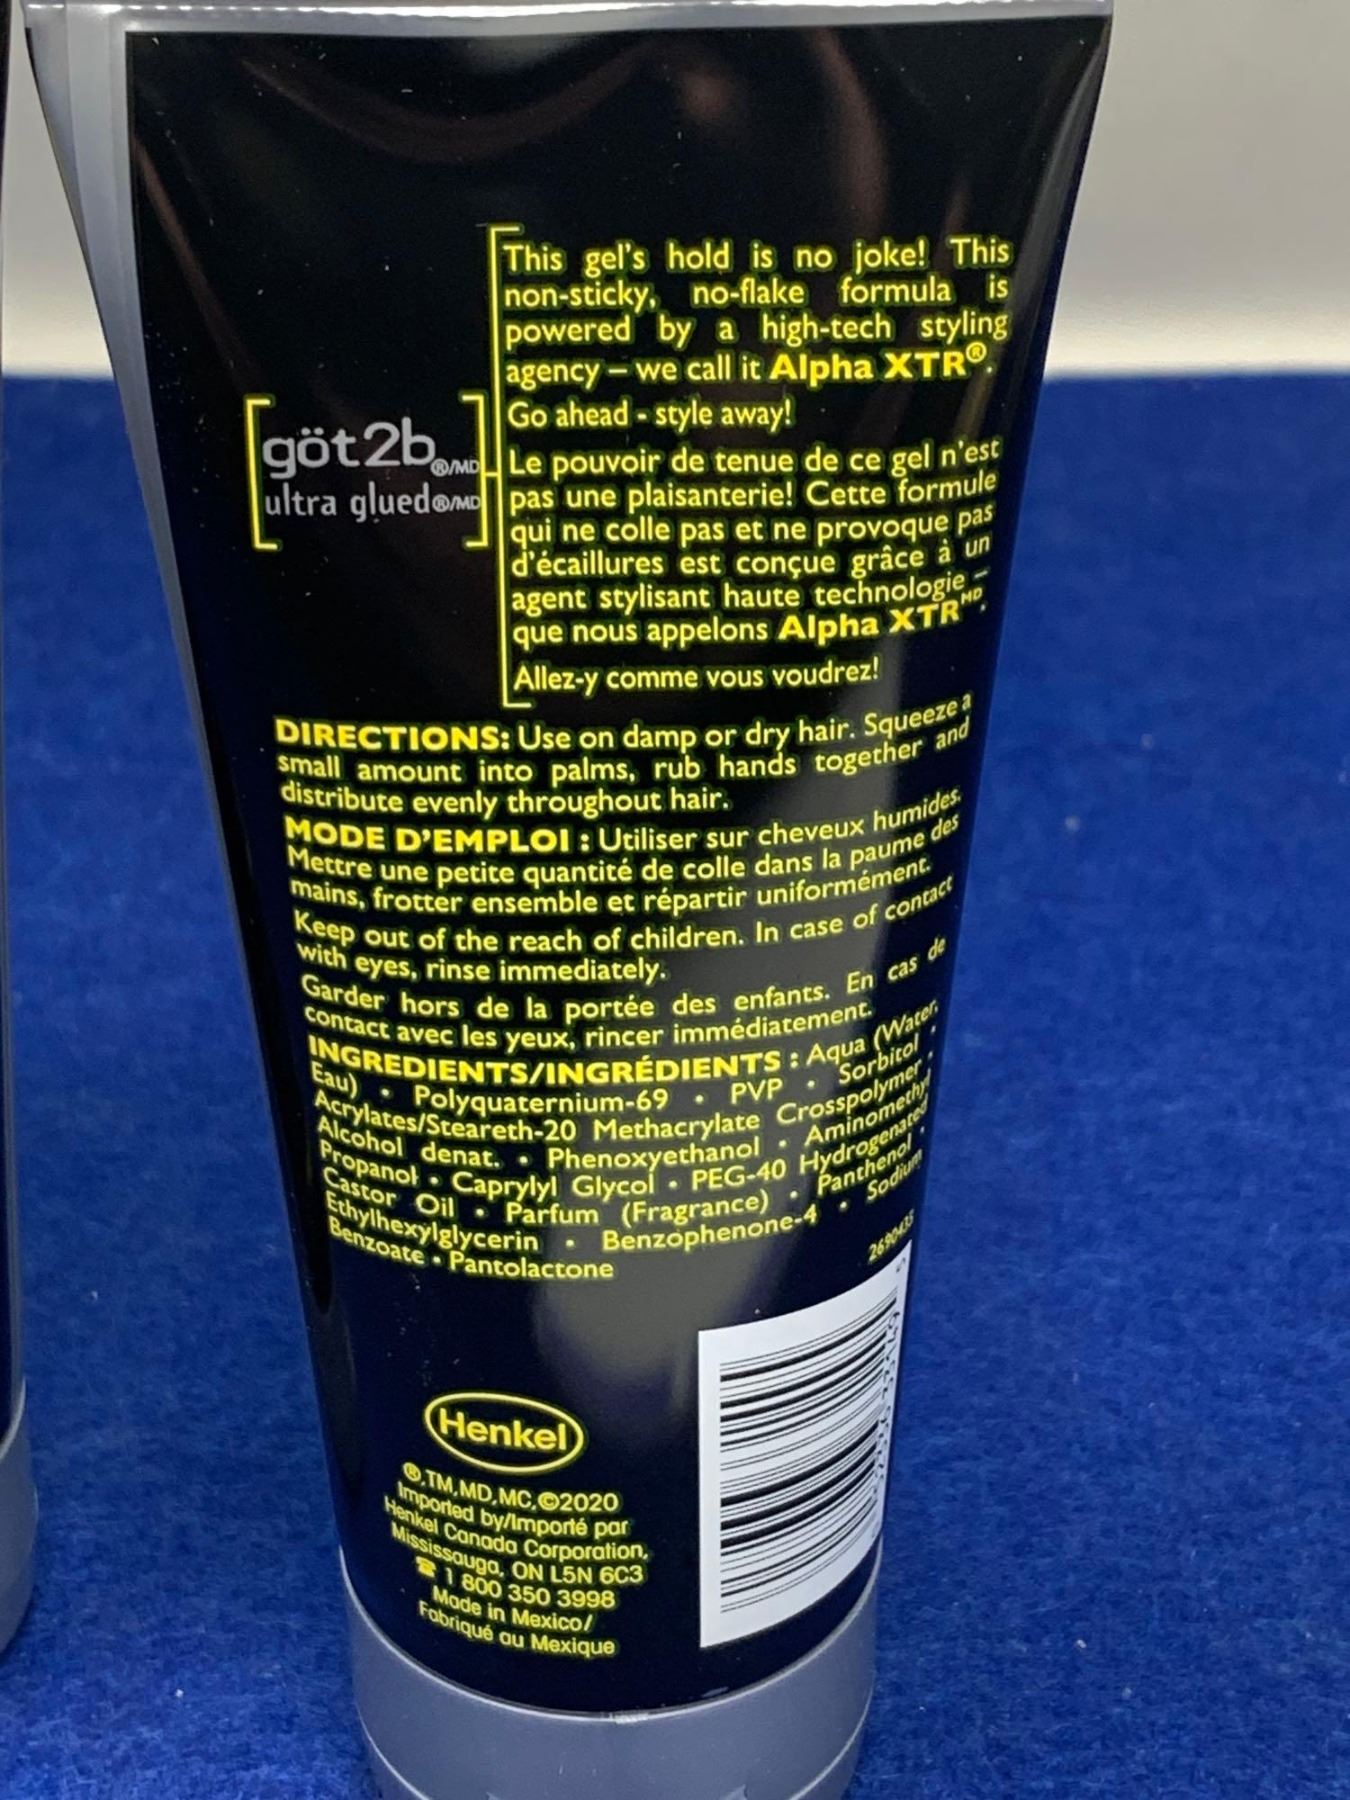 This gel's hold is no joke! This
non-sticky, no-flake formula is
powered by a high-tech styling
agency – we call it Alpha XTR®.
Go ahead - style away!
göt2b®/MD
ultra glued®/MD
Le pouvoir de tenue de ce gel n'est
pas une plaisanterie! Cette formule
qui ne colle pas et ne provoque pas
d'écaillures est conçue grâce à un
agent stylisant haute technologie –
que nous appelons Alpha XTRMD.
Allez-y comme vous voudrez!
DIRECTIONS: Use on damp or dry hair. Squeeze a
small amount into palms, rub hands together and
distribute evenly throughout hair.
MODE D'EMPLOI : Utiliser sur cheveux humides.
Mettre une petite quantité de colle dans la paume des
mains, frotter ensemble et répartir uniformément.
Keep out of the reach of children. In case of contact
with eyes, rinse immediately.
Garder hors de la portée des enfants. En cas de
contact avec les yeux, rincer immédiatement.
INGREDIENTS/INGRÉDIENTS : Aqua (Water,
Eau) • Polyquaternium-69 • PVP • Sorbitol •
Acrylates/Steareth-20 Methacrylate Crosspolymer •
Alcohol denat. • Phenoxyethanol • Aminomethyl
Propanol • Caprylyl Glycol • PEG-40 Hydrogenated
Castor Oil • Parfum (Fragrance) • Panthenol •
Ethylhexylglycerin • Benzophenone-4 • Sodium
Benzoate • Pantolactone
2690435
Henkel
®,TM,MD,MC,©2020
Imported by/Importé par
Henkel Canada Corporation,
Mississauga, ON L5N 6C3
☎ 1 800 350 3998
Made in Mexico/
Fabriqué au Mexique